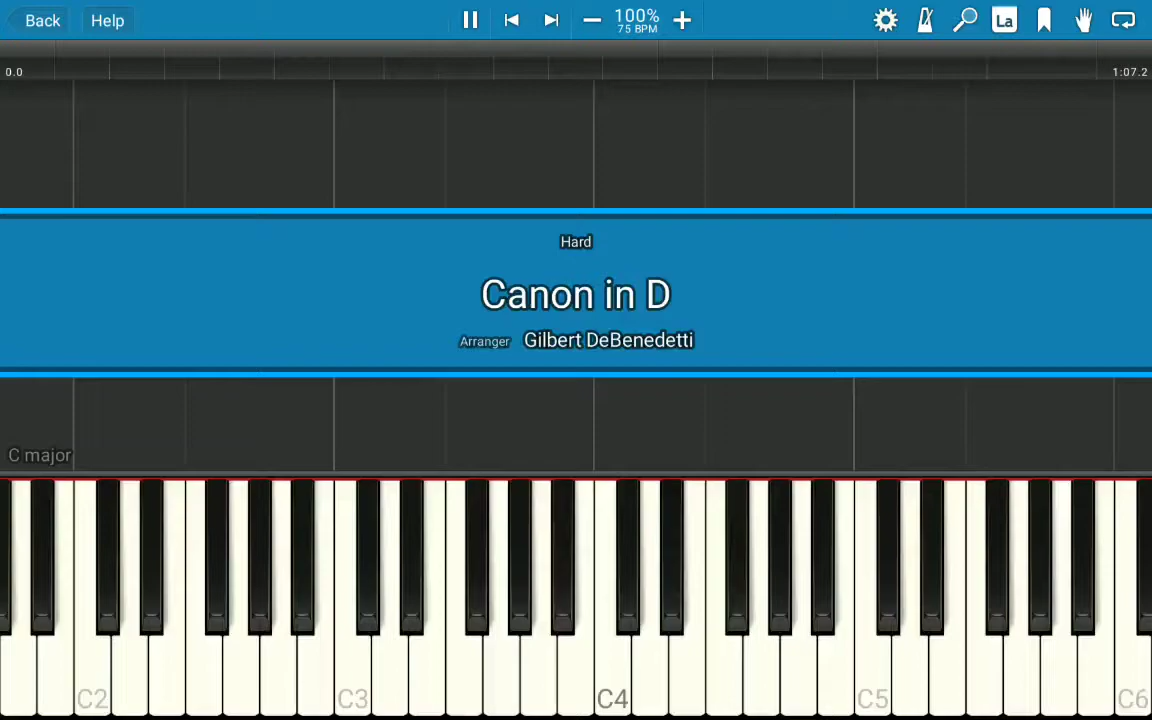 Back Help 100% La
75 BPM
0.0 1:07.2
Hard
Canon in D
Arranger Gilbert DeBenedetti
C major
C2 C3 C4 C5 C6